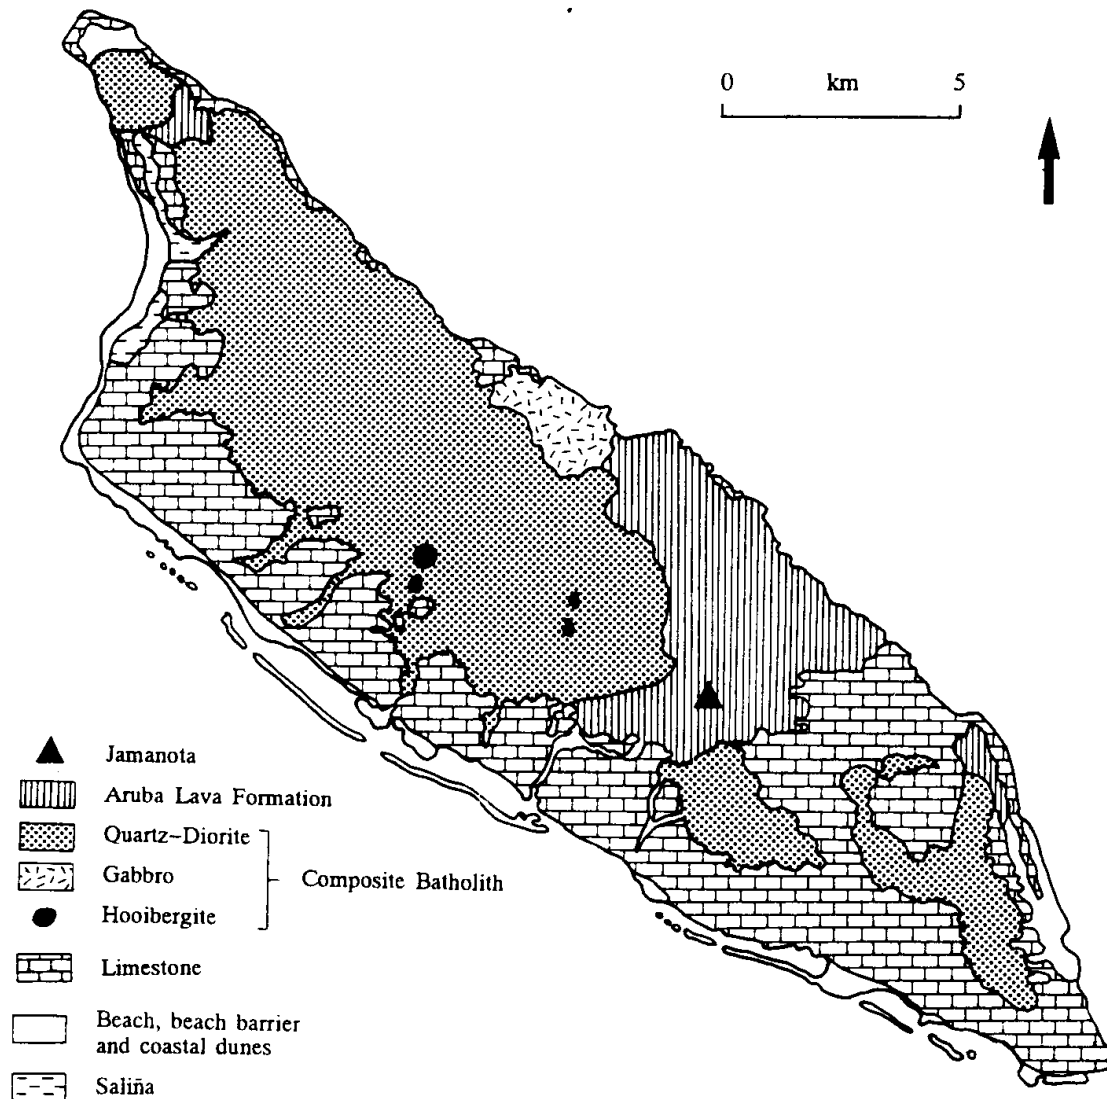 0 km 5
Jamanota
Aruba Lava Formation
Quartz-Diorite
Gabbro
Composite Batholith
Hooibergite
Limestone
Beach, beach barrier
and coastal dunes
Saliña